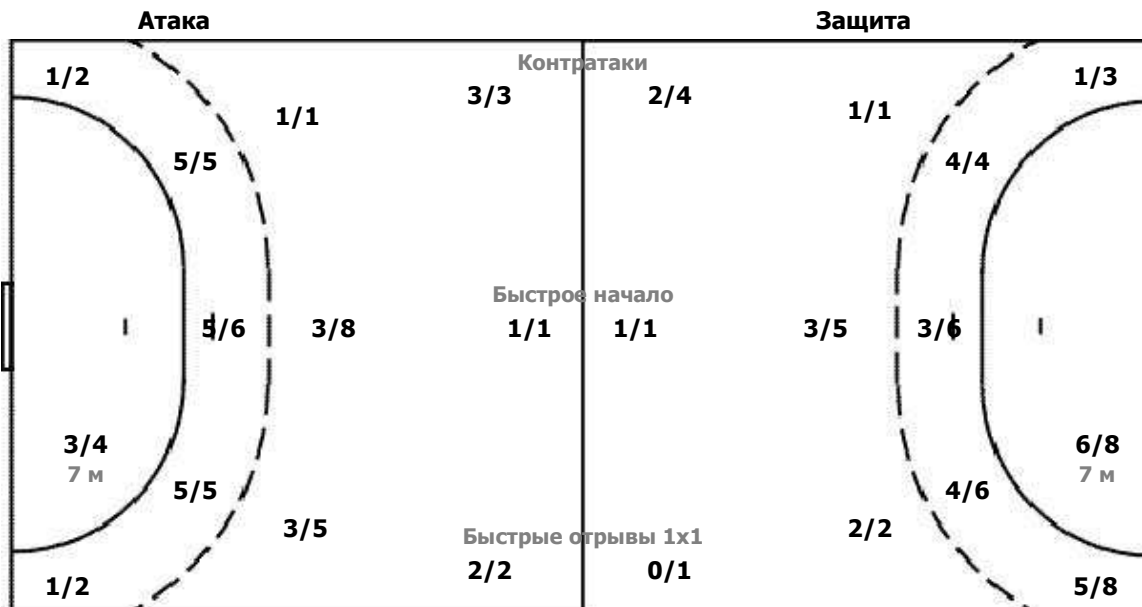 Атака Защита
Контратаки
1/2 3/3 2/4 1/3
1/1 1/1
5/5 4/4
Быстрое начало
5/6 3/8 1/1 1/1 3/5 3/6
3/4 6/8
7 м 7 м
5/5 4/6
3/5 2/2
Быстрые отрывы 1x1
2/2 0/1
1/2 5/8